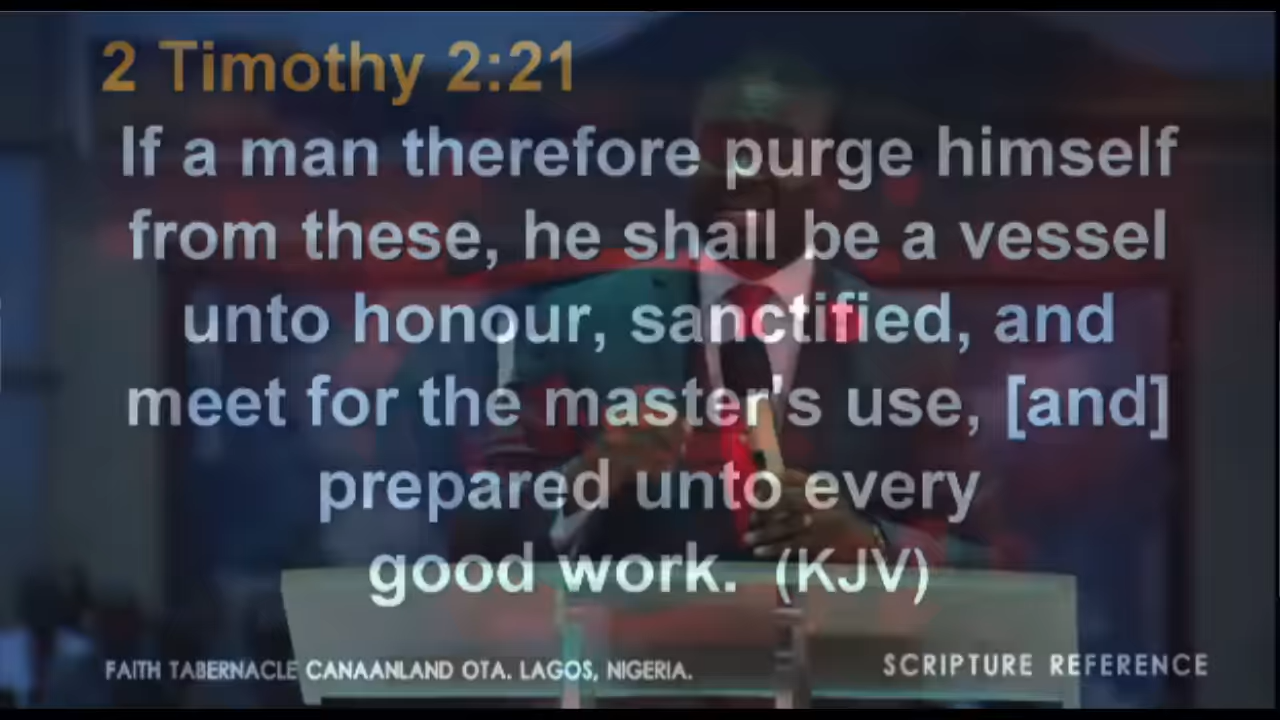 2 Timothy 2:21
If a man therefore purge himself
from these, he shall be a vessel
unto honour, sanctified, and
meet for the master's use, [and]
prepared unto every
good work. (KJV)
FAITH TABERNACLE CANAANLAND OTA. LAGOS, NIGERIA.
SCRIPTURE REFERENCE